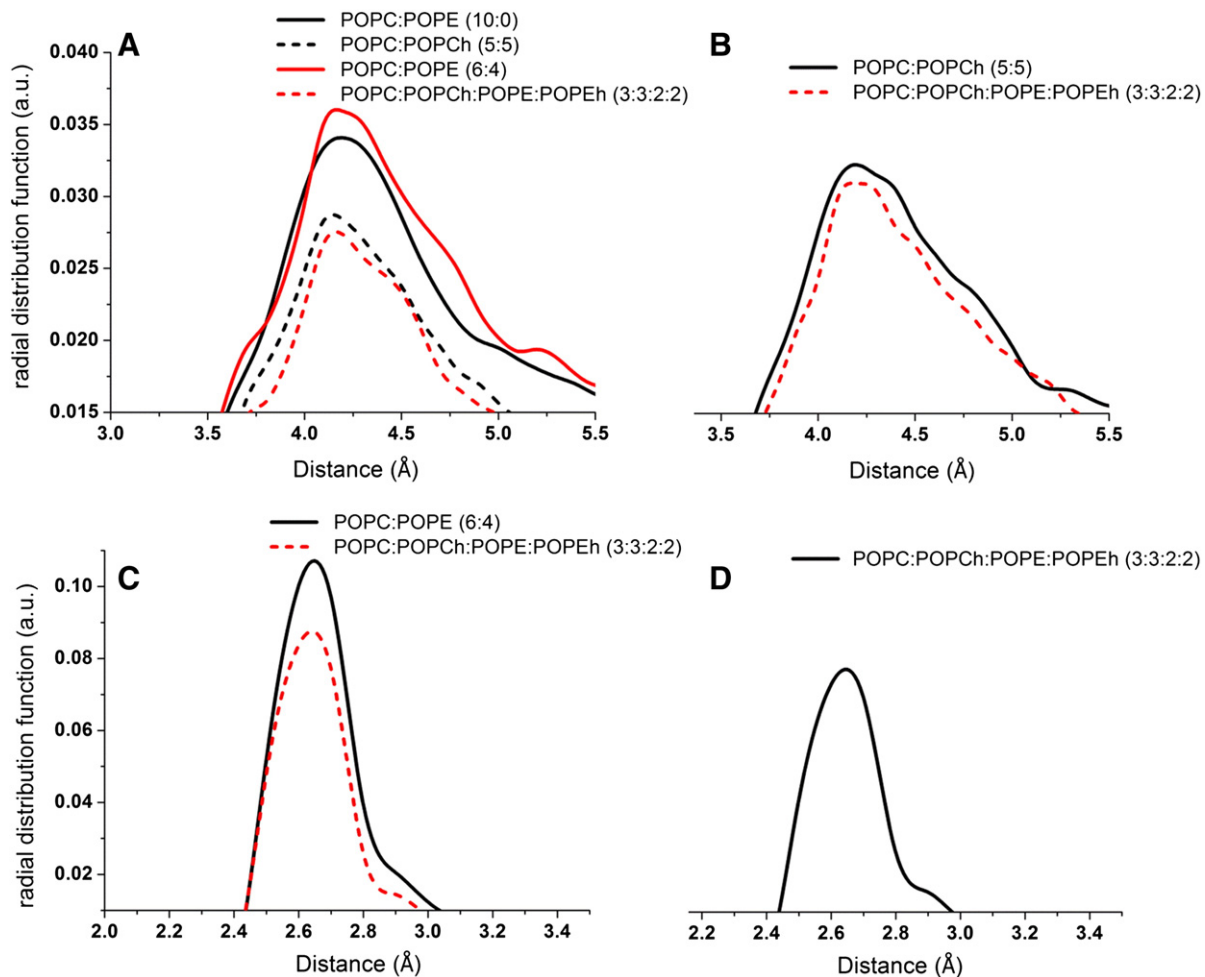 A
POPC:POPE (10:0)
POPC:POPCh (5:5)
POPC:POPE (6:4)
POPC:POPCh:POPE:POPEh (3:3:2:2)
radial distribution function (a.u.)
0.040
0.035
0.030
0.025
0.020
0.015
3.0 3.5 4.0 4.5 5.0 5.5
Distance (Å)
B
POPC:POPCh (5:5)
POPC:POPCh:POPE:POPEh (3:3:2:2)
3.5 4.0 4.5 5.0 5.5
Distance (Å)
C
POPC:POPE (6:4)
POPC:POPCh:POPE:POPEh (3:3:2:2)
radial distribution function (a.u.)
0.10
0.08
0.06
0.04
0.02
2.0 2.2 2.4 2.6 2.8 3.0 3.2 3.4
Distance (Å)
D
POPC:POPCh:POPE:POPEh (3:3:2:2)
2.2 2.4 2.6 2.8 3.0 3.2 3.4
Distance (Å)